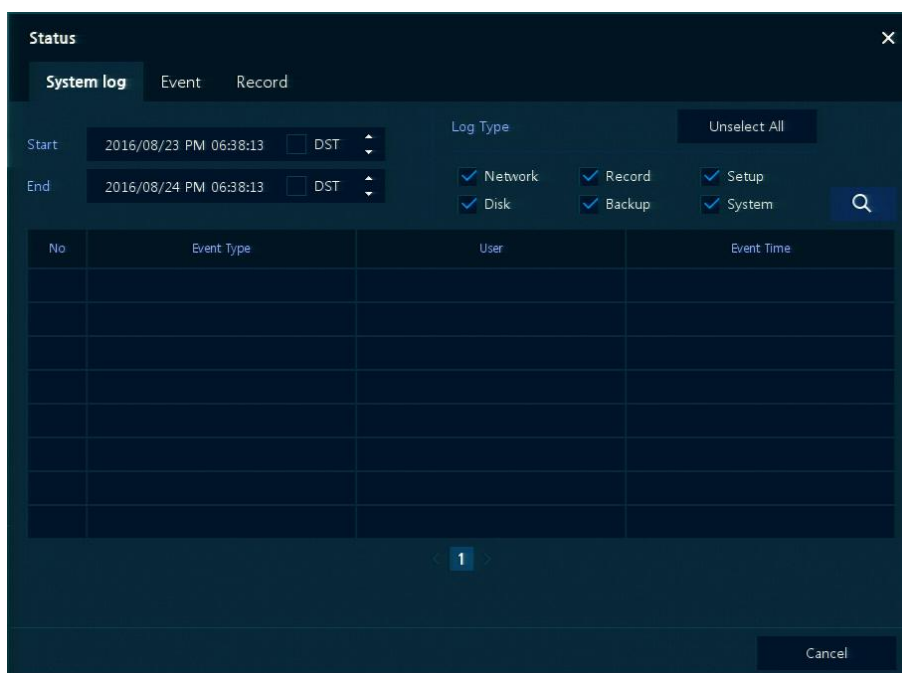 Status
System log Event Record
Start 2016/08/23 PM 06:38:13 DST
End 2016/08/24 PM 06:38:13 DST
Log Type Unselect All
Network Record Setup
Disk Backup System
No Event Type User Event Time
1
Cancel